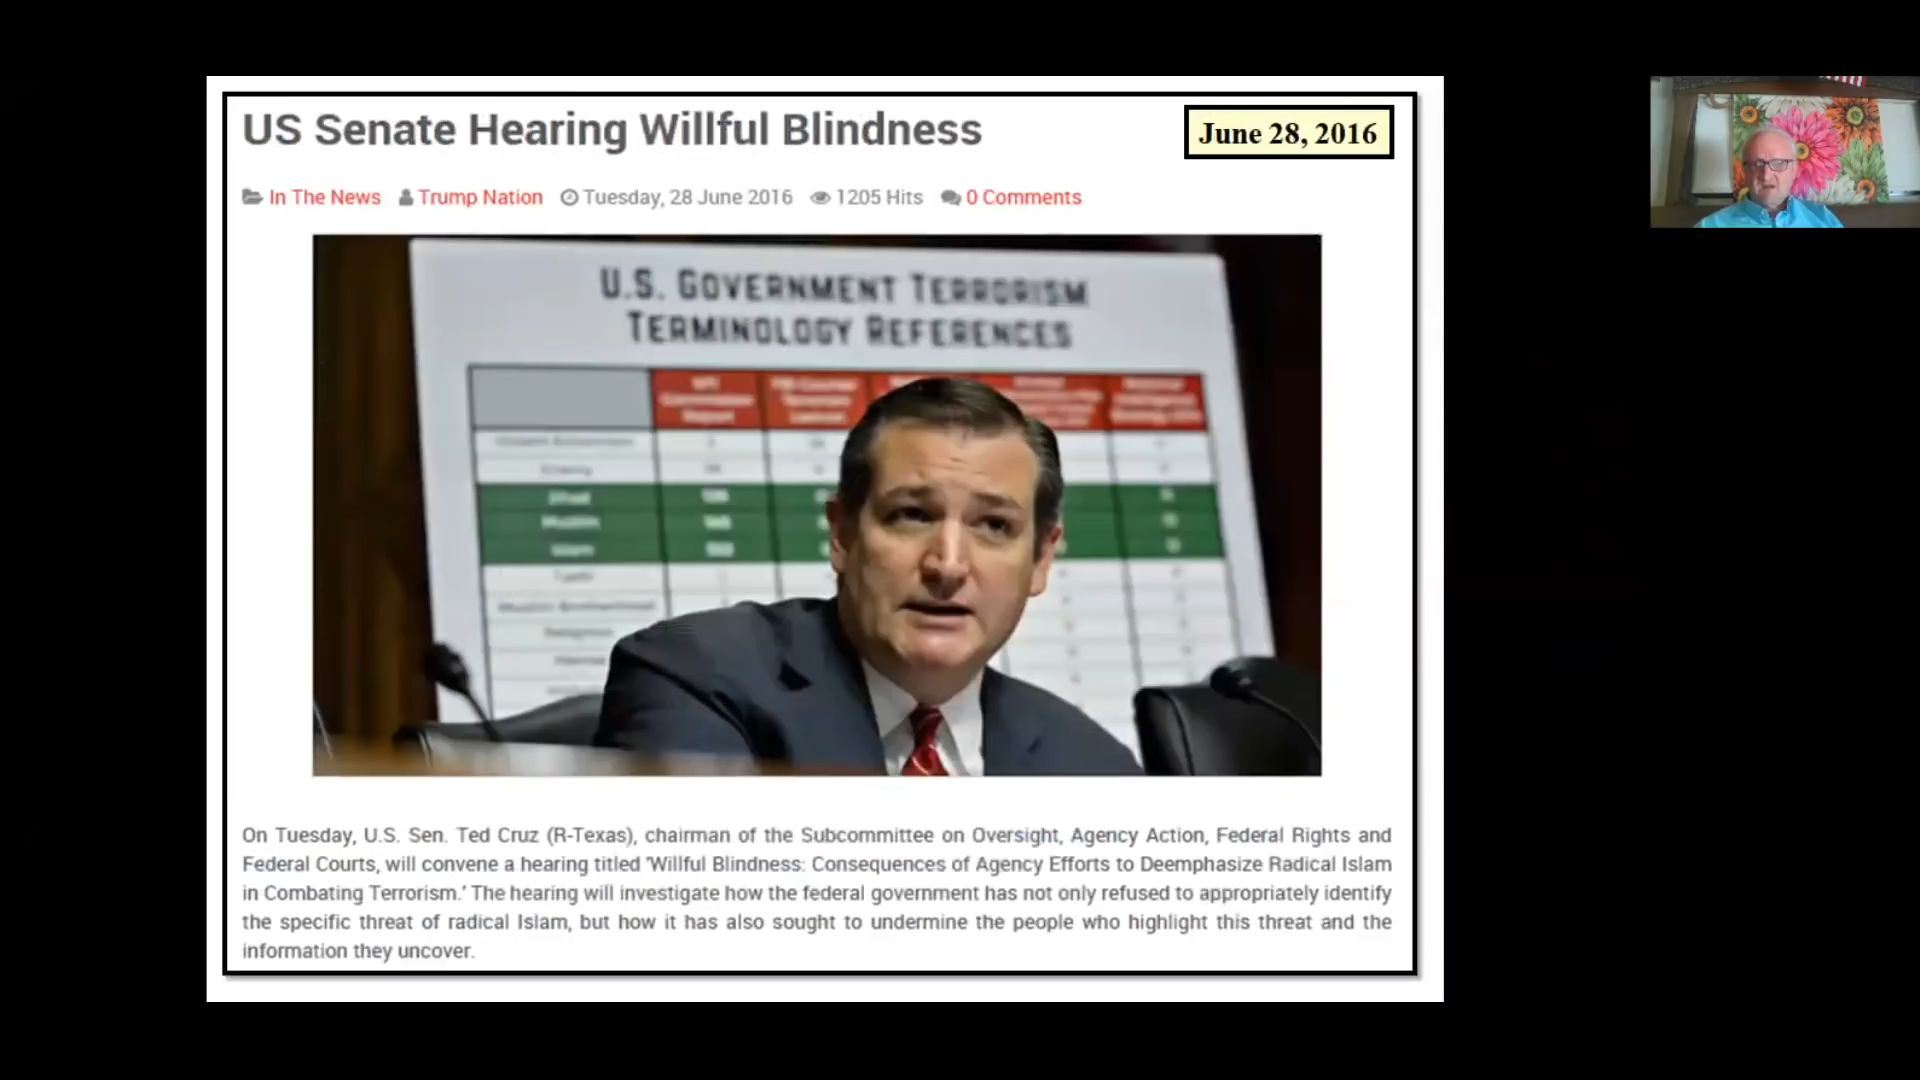 US Senate Hearing Willful Blindness
June 28, 2016
In The News Trump Nation Tuesday, 28 June 2016 1205 Hits 0 Comments
U.S. GOVERNMENT TERRORISM
TERMINOLOGY REFERENCES
Jihad
Muslim
Islam
On Tuesday, U.S. Sen. Ted Cruz (R-Texas), chairman of the Subcommittee on Oversight, Agency Action, Federal Rights and
Federal Courts, will convene a hearing titled 'Willful Blindness: Consequences of Agency Efforts to Deemphasize Radical Islam
in Combating Terrorism.' The hearing will investigate how the federal government has not only refused to appropriately identify
the specific threat of radical Islam, but how it has also sought to undermine the people who highlight this threat and the
information they uncover.